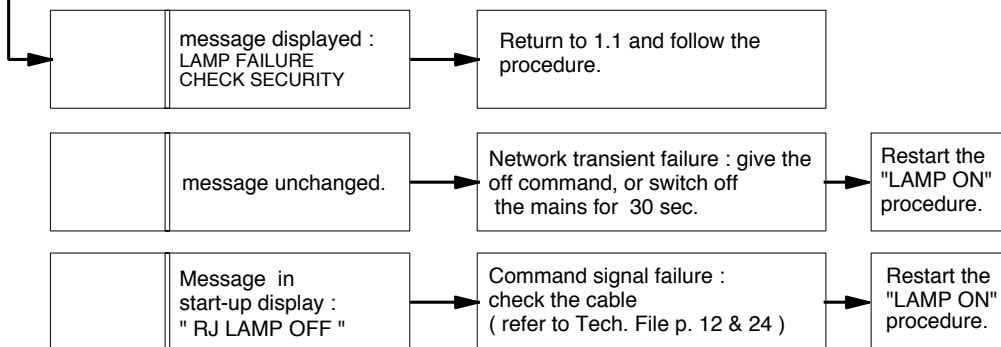 message displayed :
LAMP FAILURE
CHECK SECURITY
Return to 1.1 and follow the
procedure.
message unchanged.
Network transient failure : give the
off command, or switch off
the mains for 30 sec.
Restart the
"LAMP ON"
procedure.
Message in
start-up display :
" RJ LAMP OFF "
Command signal failure :
check the cable
( refer to Tech. File p. 12 & 24 )
Restart the
"LAMP ON"
procedure.